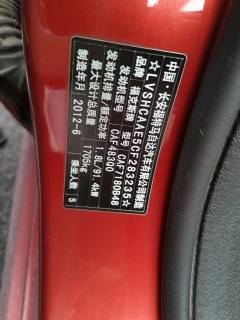 中国·长安福特马自达汽车有限公司制造
☆LVSHCAAE5CF283235☆
品牌 福克斯牌 型号 CAF7180B48
发动机型号 CAF483Q0
发动机排量/额定功率 1.8L/91.4kW
最大设计总质量 1705kg
制造年月 2012-6 乘坐人数 5